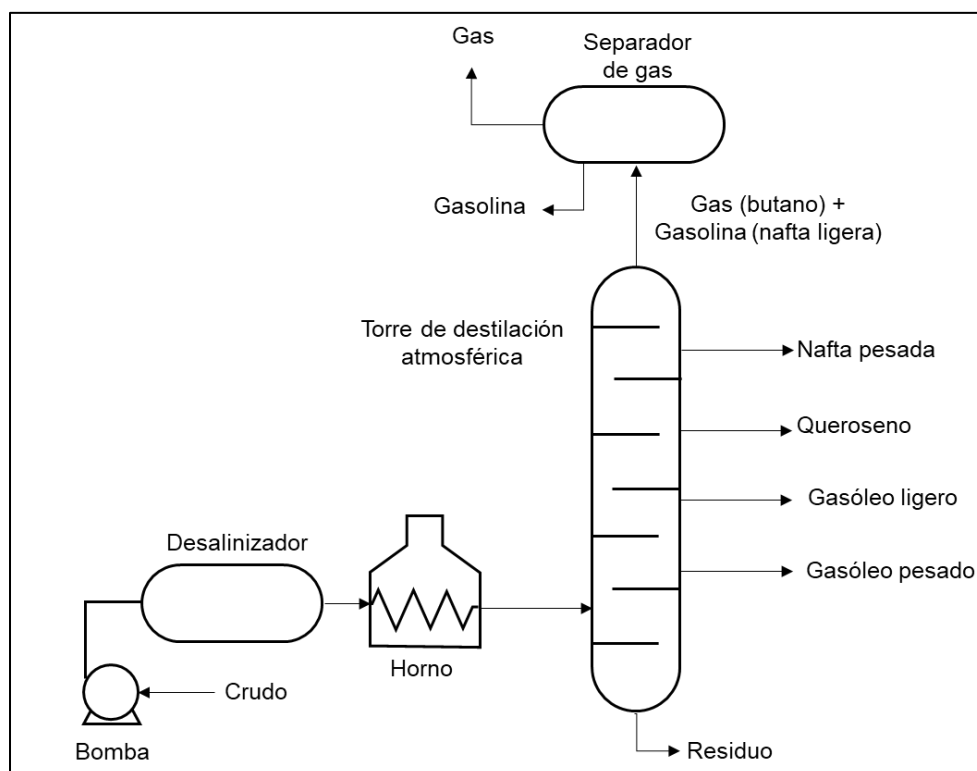 Gas
Separador
de gas
Gasolina
Gas (butano) +
Gasolina (nafta ligera)
Torre de destilación
atmosférica
Nafta pesada
Queroseno
Gasóleo ligero
Gasóleo pesado
Desalinizador
Horno
Crudo
Bomba
Residuo